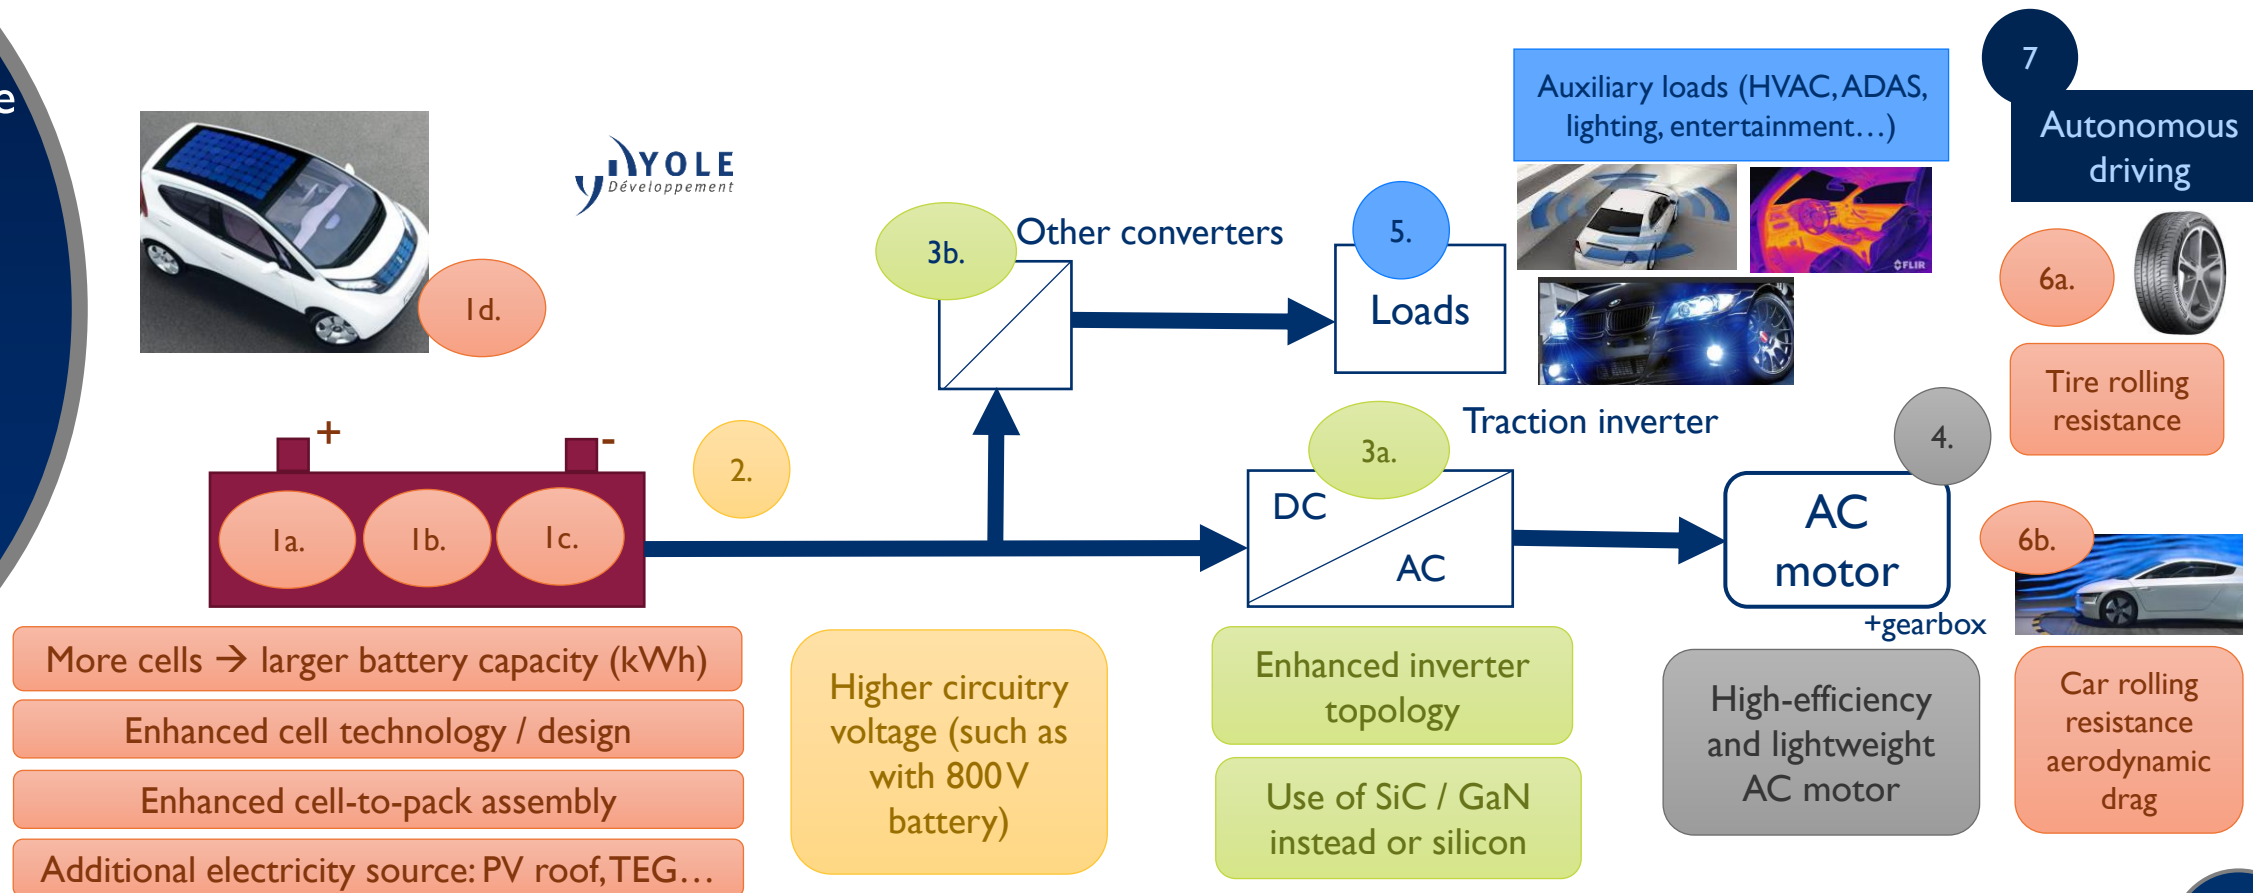 e
YOLE
Développement
1d.
+
-
1a.
1b.
1c.
More cells → larger battery capacity (kWh)
Enhanced cell technology / design
Enhanced cell-to-pack assembly
Additional electricity source: PV roof, TEG…
2.
Higher circuitry
voltage (such as
with 800 V
battery)
3b.
Other converters
5.
Loads
Auxiliary loads (HVAC, ADAS,
lighting, entertainment…)
FLIR
3a.
Traction inverter
DC
AC
Enhanced inverter
topology
Use of SiC / GaN
instead or silicon
4.
AC
motor
+gearbox
High-efficiency
and lightweight
AC motor
7
Autonomous
driving
6a.
Tire rolling
resistance
6b.
Car rolling
resistance
aerodynamic
drag